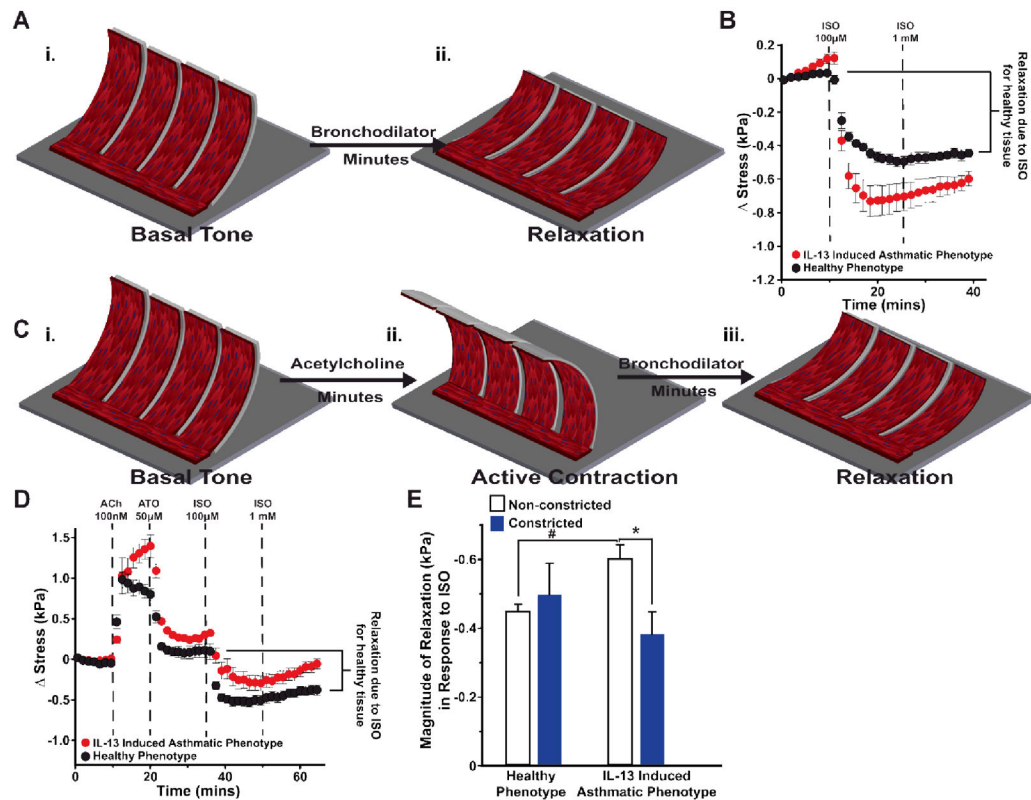 A
i.
ii.
Bronchodilator
Minutes
Basal Tone
Relaxation
B
ISO
100µM
ISO
1 mM
0.2
0
-0.2
-0.4
-0.6
-0.8
-1.0
-1.2
Δ Stress (kPa)
IL-13 Induced Asthmatic Phenotype
Healthy Phenotype
0
20
40
Time (mins)
Relaxation due to ISO
for healthy tissue
C
i.
ii.
iii.
Acetylcholine
Minutes
Bronchodilator
Minutes
Basal Tone
Active Contraction
Relaxation
D
ACh
100nM
ATO
50µM
ISO
100µM
ISO
1 mM
1.5
1.0
0.5
0
-0.5
-1.0
Δ Stress (kPa)
IL-13 Induced Asthmatic Phenotype
Healthy Phenotype
0
20
40
60
Time (mins)
Relaxation due to ISO
for healthy tissue
E
Non-constricted
Constricted
#
*
-0.6
-0.4
-0.2
0
Magnitude of Relaxation (kPa)
in Response to ISO
Healthy
Phenotype
IL-13 Induced
Asthmatic Phenotype